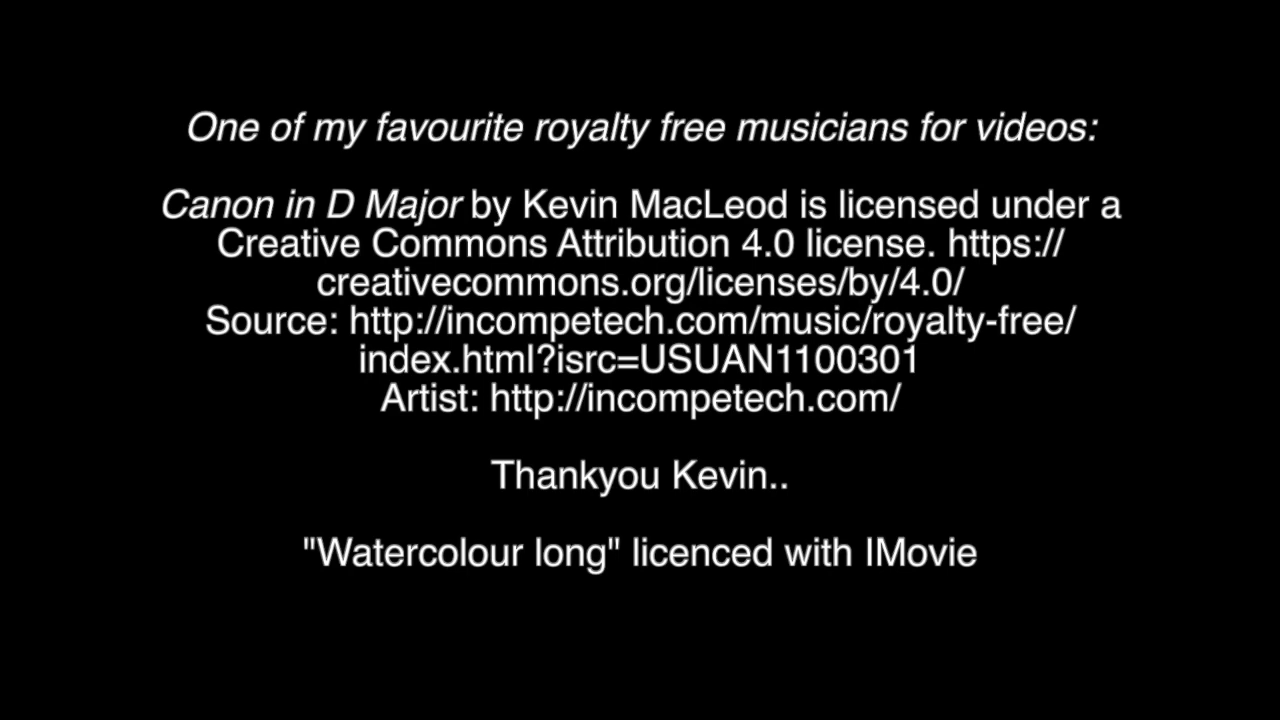 One of my favourite royalty free musicians for videos:
Canon in D Major by Kevin MacLeod is licensed under a
Creative Commons Attribution 4.0 license. https://
creativecommons.org/licenses/by/4.0/
Source: http://incompetech.com/music/royalty-free/
index.html?isrc=USUAN1100301
Artist: http://incompetech.com/
Thankyou Kevin..
"Watercolour long" licenced with IMovie